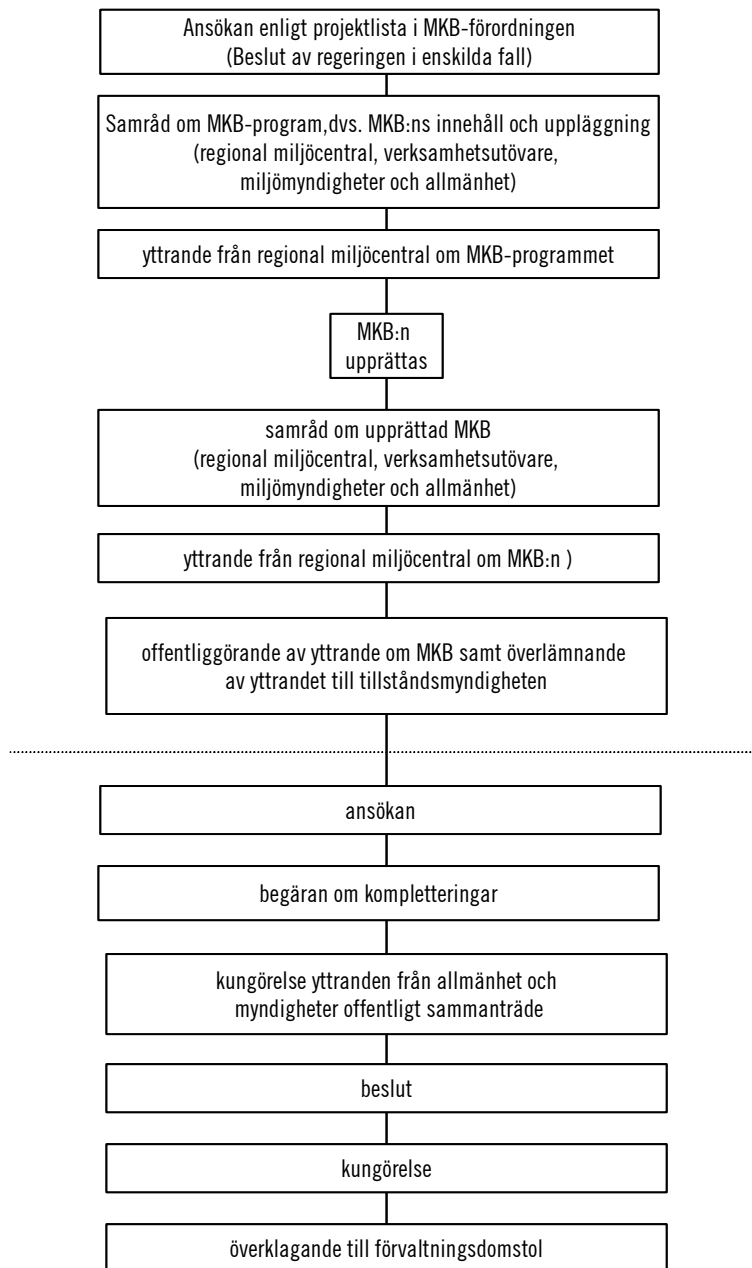 Ansökan enligt projektlista i MKB-förordningen
(Beslut av regeringen i enskilda fall)
Samråd om MKB-program,dvs. MKB:ns innehåll och uppläggning
(regional miljöcentral, verksamhetsutövare,
miljömyndigheter och allmänhet)
yttrande från regional miljöcentral om MKB-programmet
MKB:n
upprättas
samråd om upprättad MKB
(regional miljöcentral, verksamhetsutövare,
miljömyndigheter och allmänhet)
yttrande från regional miljöcentral om MKB:n )
offentliggörande av yttrande om MKB samt överlämnande
av yttrandet till tillståndsmyndigheten
ansökan
begäran om kompletteringar
kungörelse yttranden från allmänhet och
myndigheter offentligt sammanträde
beslut
kungörelse
överklagande till förvaltningsdomstol